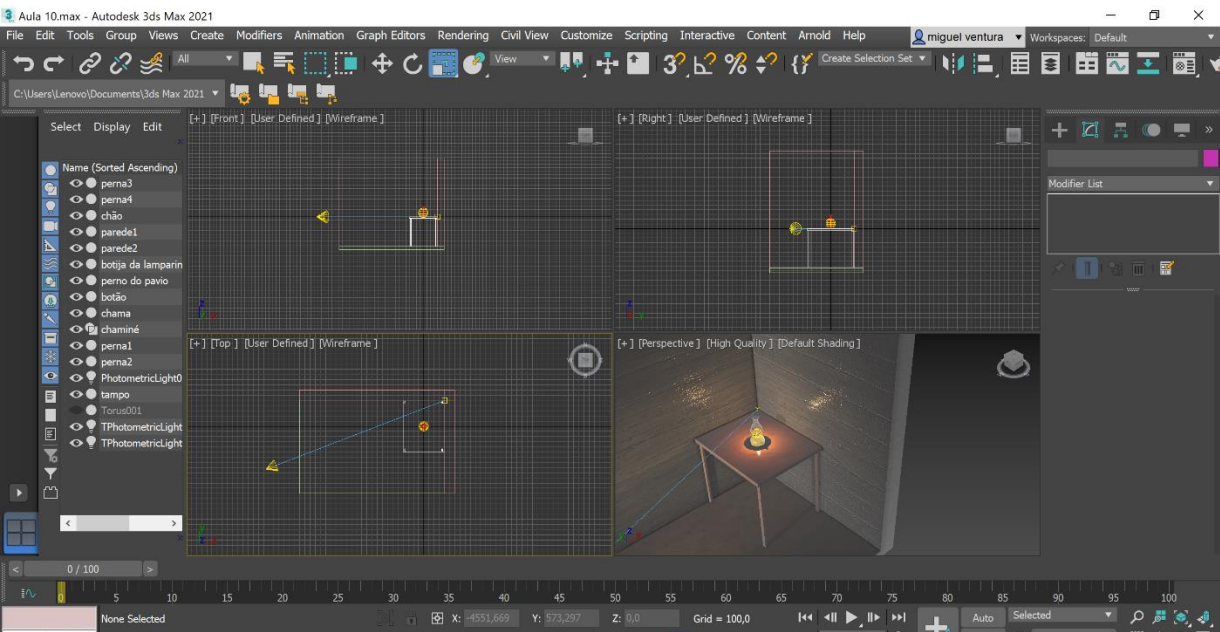 Aula 10.max - Autodesk 3ds Max 2021
File Edit Tools Group Views Create Modifiers Animation Graph Editors Rendering Civil View Customize Scripting Interactive Content Arnold Help miguel ventura Workspaces: Default
All View Create Selection Set
C:\Users\Lenovo\Documents\3ds Max 2021
Select Display Edit
[+] [Front] [User Defined] [Wireframe]
[+] [Right] [User Defined] [Wireframe]
Name (Sorted Ascending)
perna3
perna4
chão
parede1
parede2
botija da lamparin
perno do pavio
botão
chama
chaminé
perna1
perna2
PhotometricLight0
tampo
Torus001
TPhotometricLight
TPhotometricLight
Modifier List
[+] [Top] [User Defined] [Wireframe]
[+] [Perspective] [High Quality] [Default Shading]
0 / 100
0 5 10 15 20 25 30 35 40 45 50 55 60 65 70 75 80 85 90 95 100
None Selected X: -4551,669 Y: 573,297 Z: 0,0 Grid = 100,0 Auto Selected